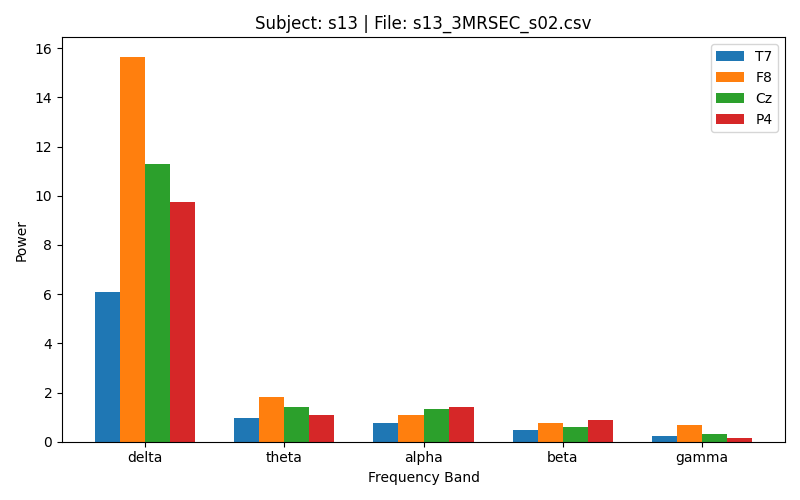 Subject: s13 | File: s13_3MRSEC_s02.csv
T7
F8
Cz
P4
Power
16
14
12
10
8
6
4
2
0
delta theta alpha beta gamma
Frequency Band